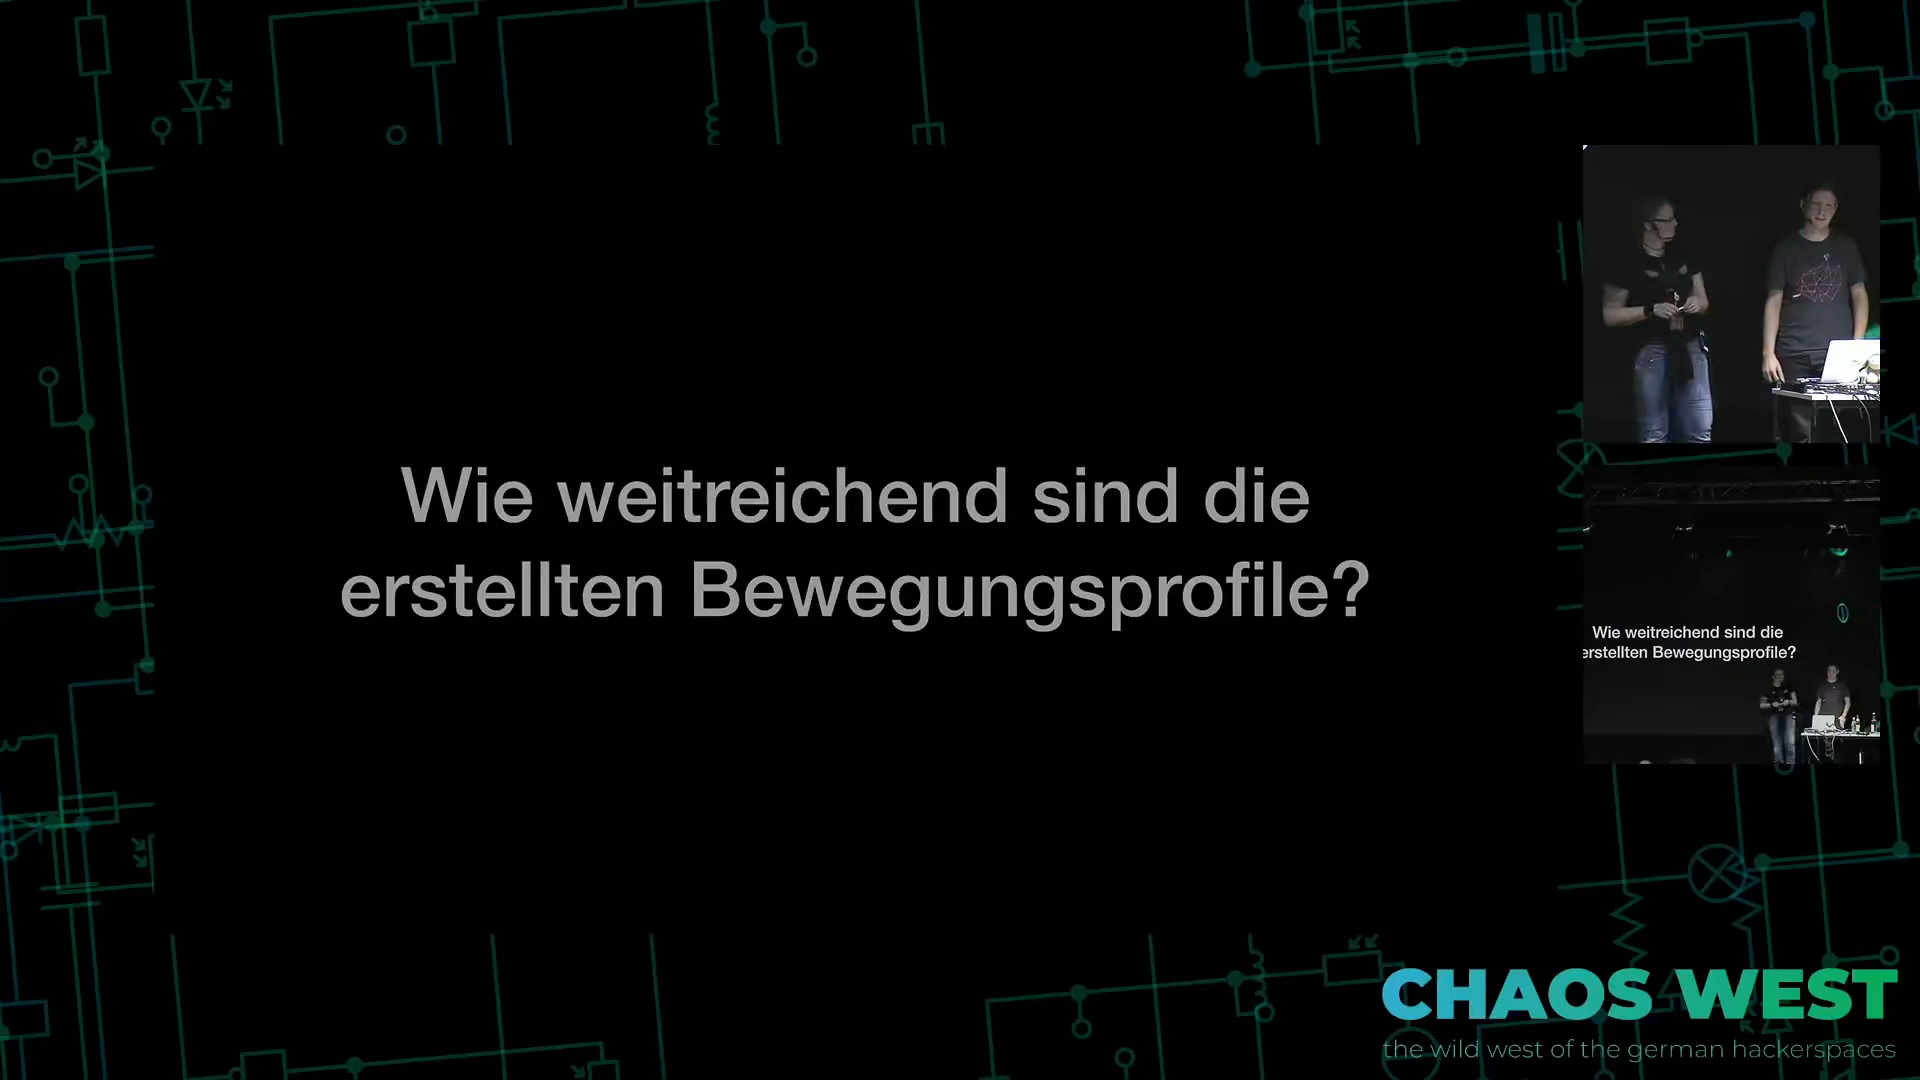 Wie weitreichend sind die
erstellten Bewegungsprofile?
Wie weitreichend sind die
erstellten Bewegungsprofile?
CHAOS WEST
the wild west of the german hackerspaces